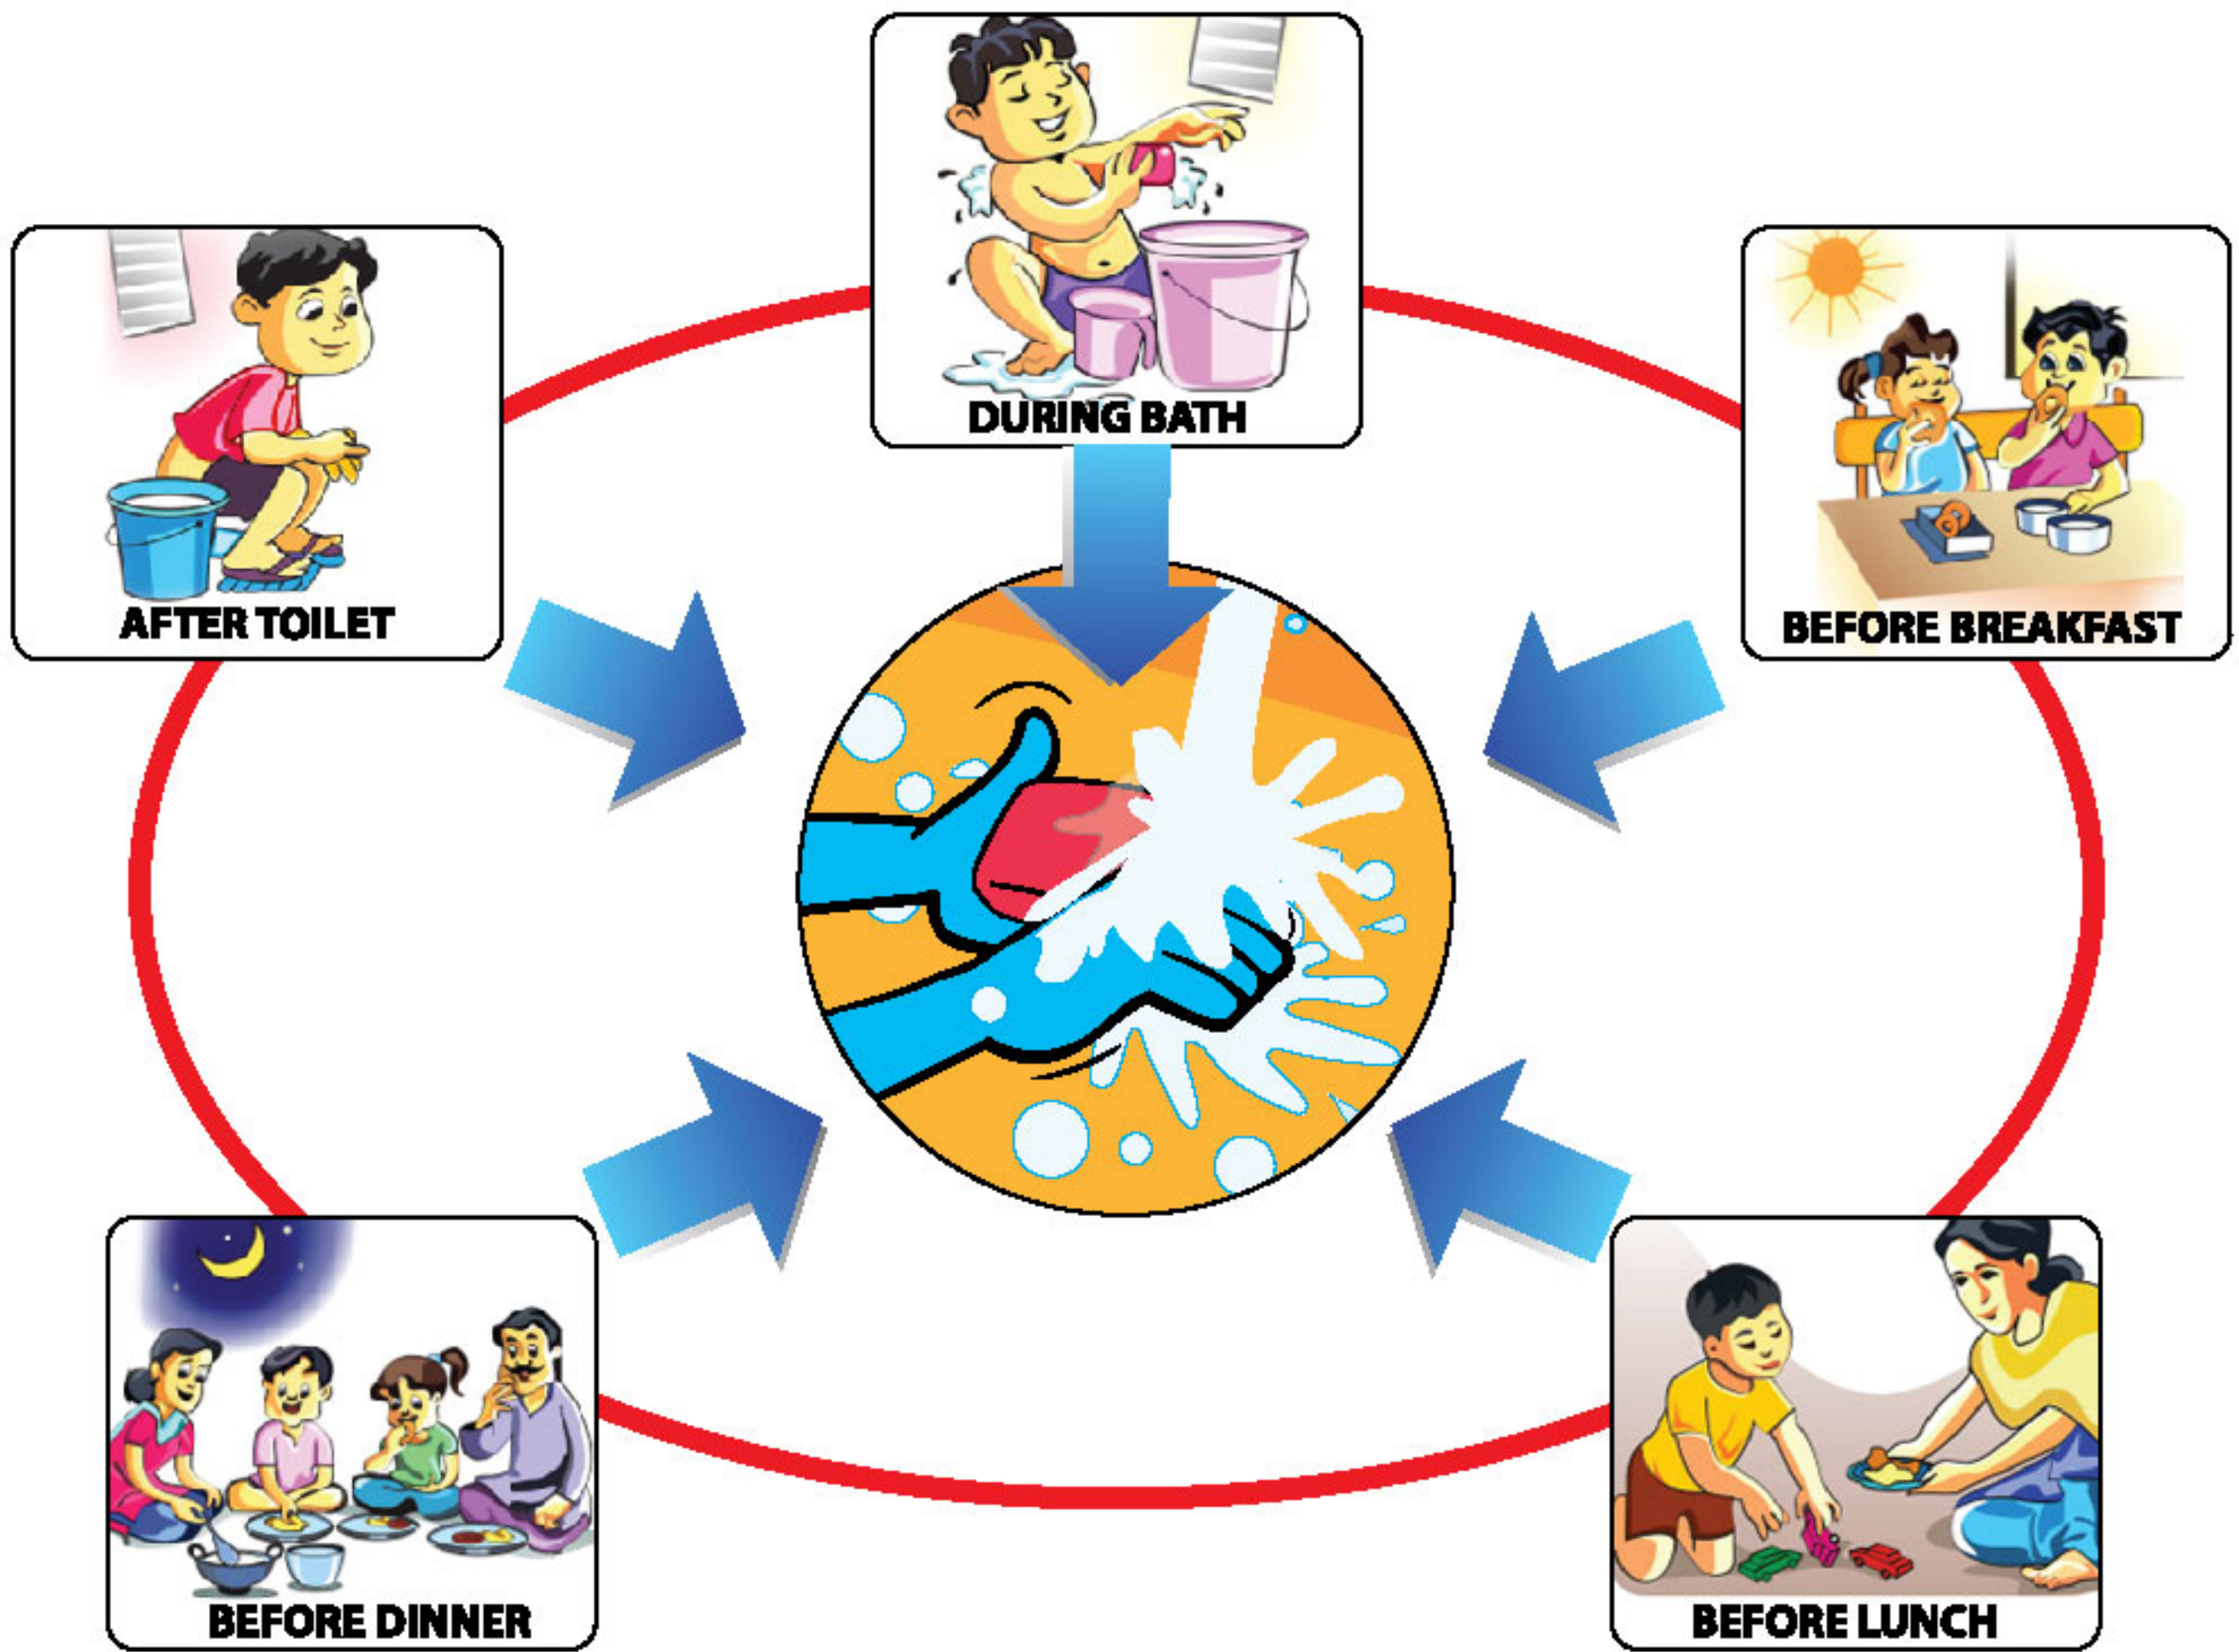 DURING BATH
AFTER TOILET
BEFORE BREAKFAST
BEFORE DINNER
BEFORE LUNCH